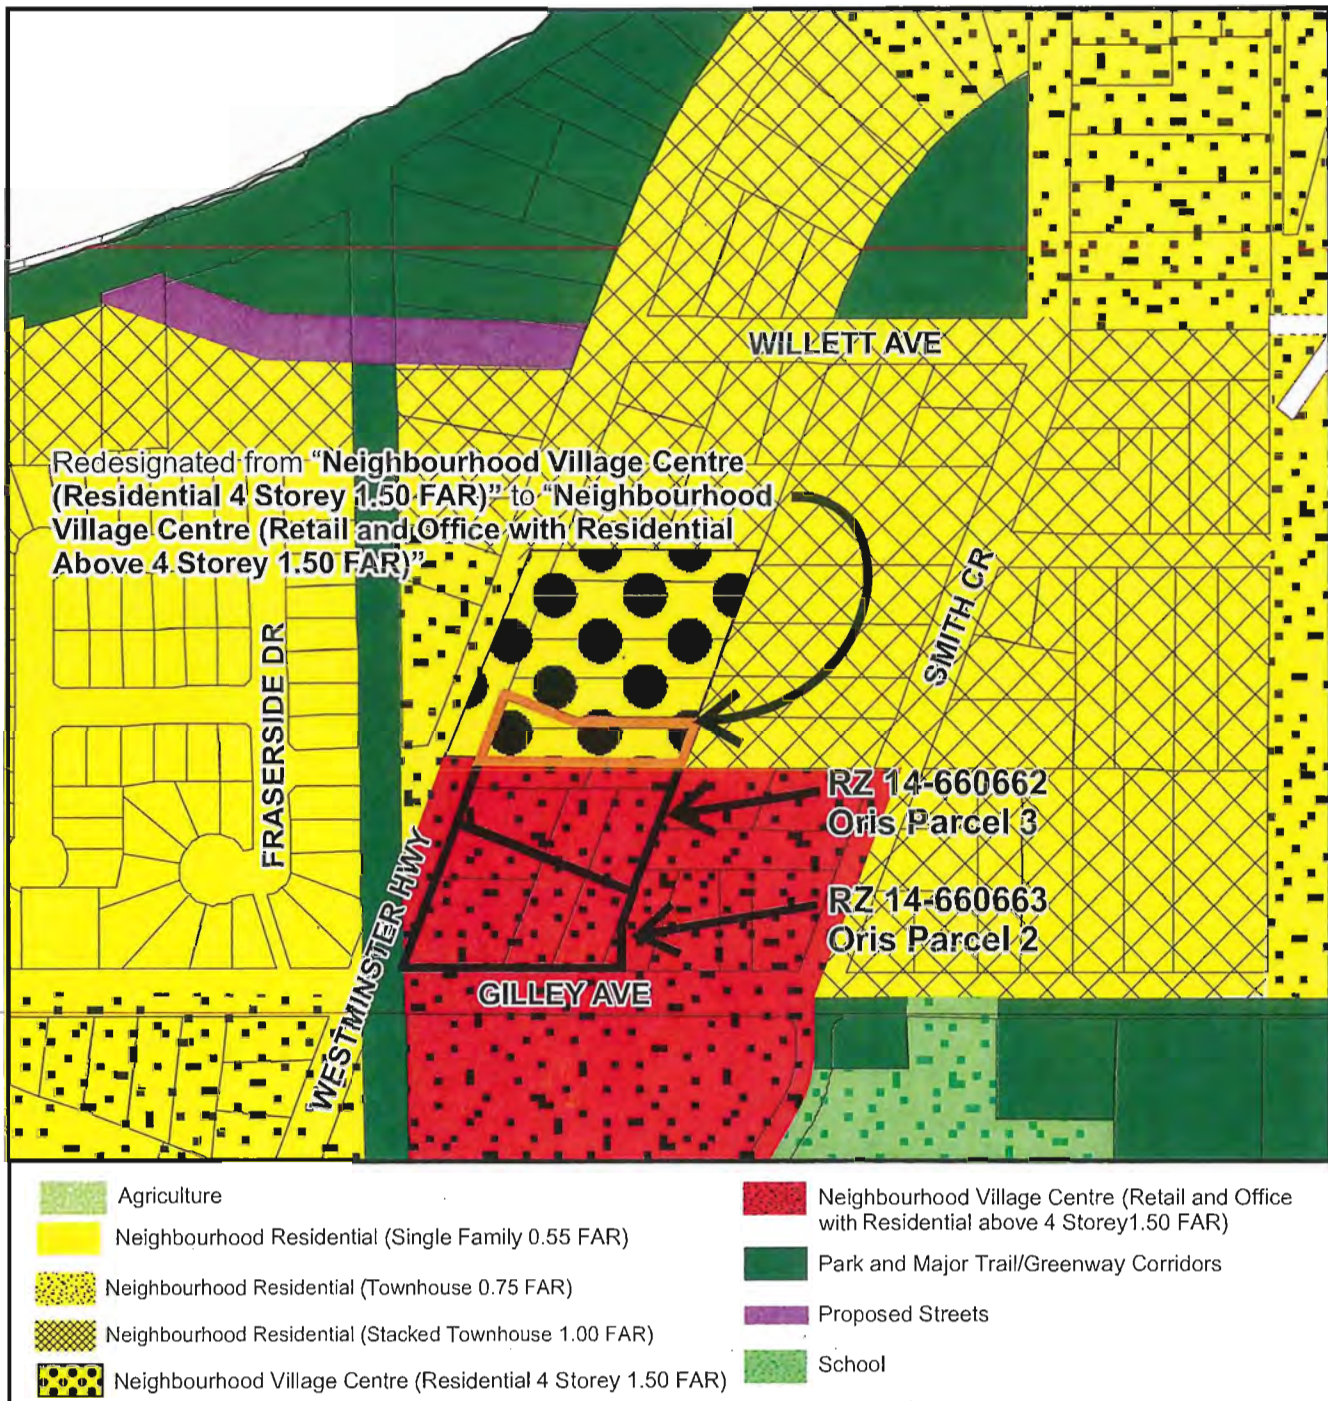 WILLETT AVE
Redesignated from “Neighbourhood Village Centre
(Residential 4 Storey 1.50 FAR)” to “Neighbourhood
Village Centre (Retail and Office with Residential
Above 4 Storey 1.50 FAR)”
SMITH CR
FRASERSIDE DR
RZ 14-660662
Oris Parcel 3
WESTMINSTER HWY
RZ 14-660663
Oris Parcel 2
GILLEY AVE
Agriculture
Neighbourhood Residential (Single Family 0.55 FAR)
Neighbourhood Residential (Townhouse 0.75 FAR)
Neighbourhood Residential (Stacked Townhouse 1.00 FAR)
Neighbourhood Village Centre (Residential 4 Storey 1.50 FAR)
Neighbourhood Village Centre (Retail and Office
with Residential above 4 Storey1.50 FAR)
Park and Major Trail/Greenway Corridors
Proposed Streets
School